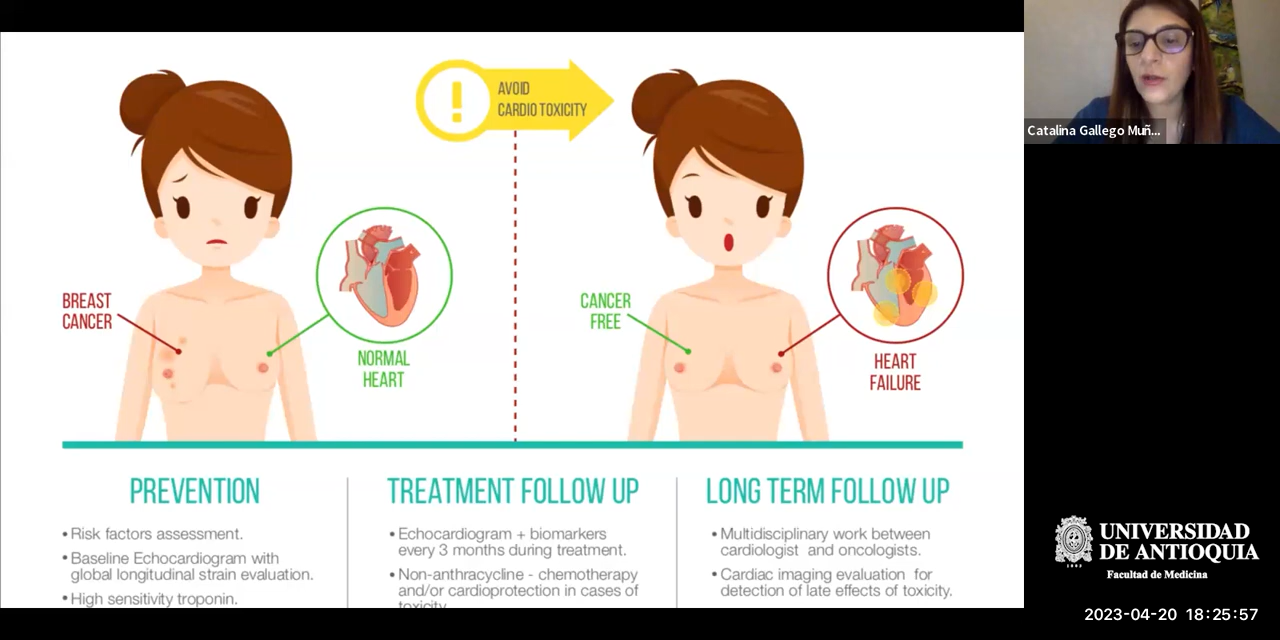 AVOID
CARDIO TOXICITY
BREAST
CANCER
NORMAL
HEART
CANCER
FREE
HEART
FAILURE
PREVENTION
• Risk factors assessment.
• Baseline Echocardiogram with
global longitudinal strain evaluation.
• High sensitivity troponin.
TREATMENT FOLLOW UP
• Echocardiogram + biomarkers
every 3 months during treatment.
• Non-anthracycline - chemotherapy
and/or cardioprotection in cases of
toxicity.
LONG TERM FOLLOW UP
• Multidisciplinary work between
cardiologist and oncologists.
• Cardiac imaging evaluation for
detection of late effects of toxicity.
Catalina Gallego Muñ...
UNIVERSIDAD
DE ANTIOQUIA
1803
Facultad de Medicina
2023-04-20 18:25:57